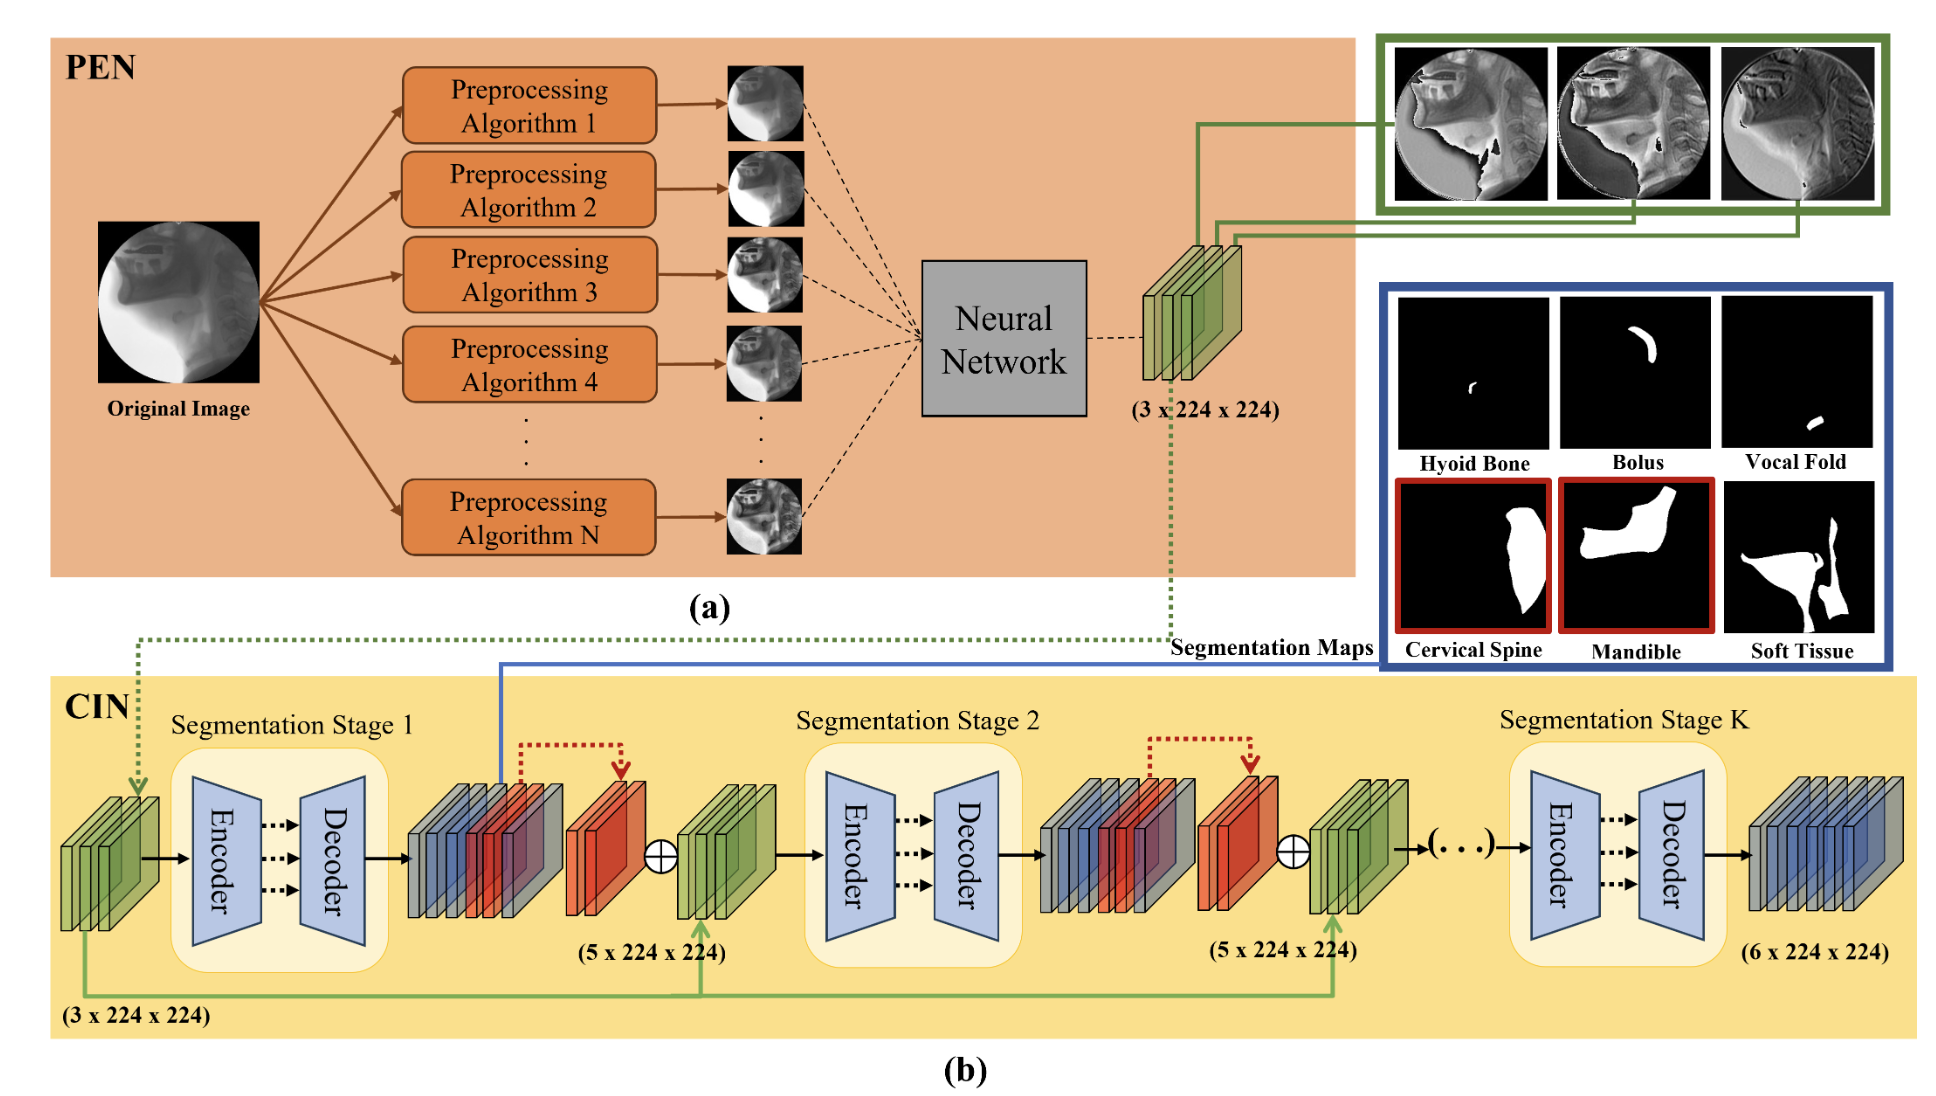 PEN
Preprocessing
Algorithm 1
Preprocessing
Algorithm 2
Preprocessing
Algorithm 3
Preprocessing
Algorithm 4
.
.
.
.
.
.
Preprocessing
Algorithm N
Original Image
Neural
Network
(3 x 224 x 224)
(a)
Hyoid Bone
Bolus
Vocal Fold
Cervical Spine
Mandible
Soft Tissue
Segmentation Maps
CIN
Segmentation Stage 1
Encoder
Decoder
(3 x 224 x 224)
(5 x 224 x 224)
Segmentation Stage 2
Encoder
Decoder
(5 x 224 x 224)
(. . .)
Segmentation Stage K
Encoder
Decoder
(6 x 224 x 224)
(b)